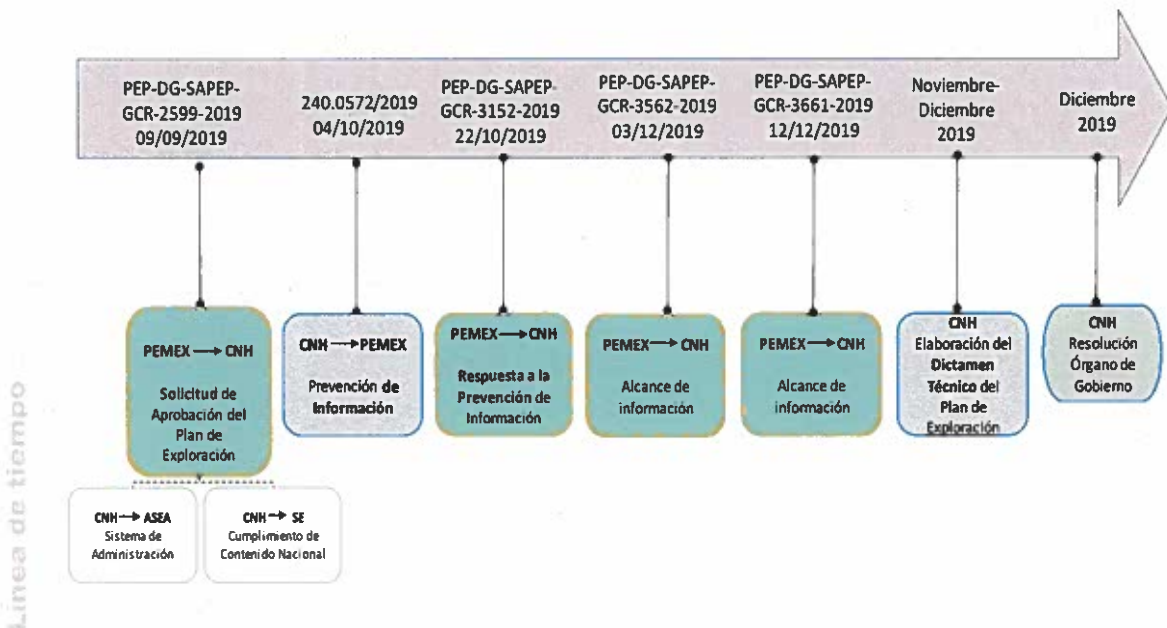 PEP-DG-SAPEP-
GCR-2599-2019
09/09/2019
240.0572/2019
04/10/2019
PEP-DG-SAPEP-
GCR-3152-2019
22/10/2019
PEP-DG-SAPEP-
GCR-3562-2019
03/12/2019
PEP-DG-SAPEP-
GCR-3661-2019
12/12/2019
Noviembre-
Diciembre
2019
Diciembre
2019
PEMEX → CNH
Solicitud de
Aprobación del
Plan de
Exploración
CNH → PEMEX
Prevención de
Información
PEMEX → CNH
Respuesta a la
Prevención de
Información
PEMEX → CNH
Alcance de
información
PEMEX → CNH
Alcance de
información
CNH
Elaboración del
Dictamen
Técnico del
Plan de
Exploración
CNH
Resolución
Órgano de
Gobierno
CNH → ASEA
Sistema de
Administración
CNH → SE
Cumplimiento de
Contenido Nacional
Línea de tiempo